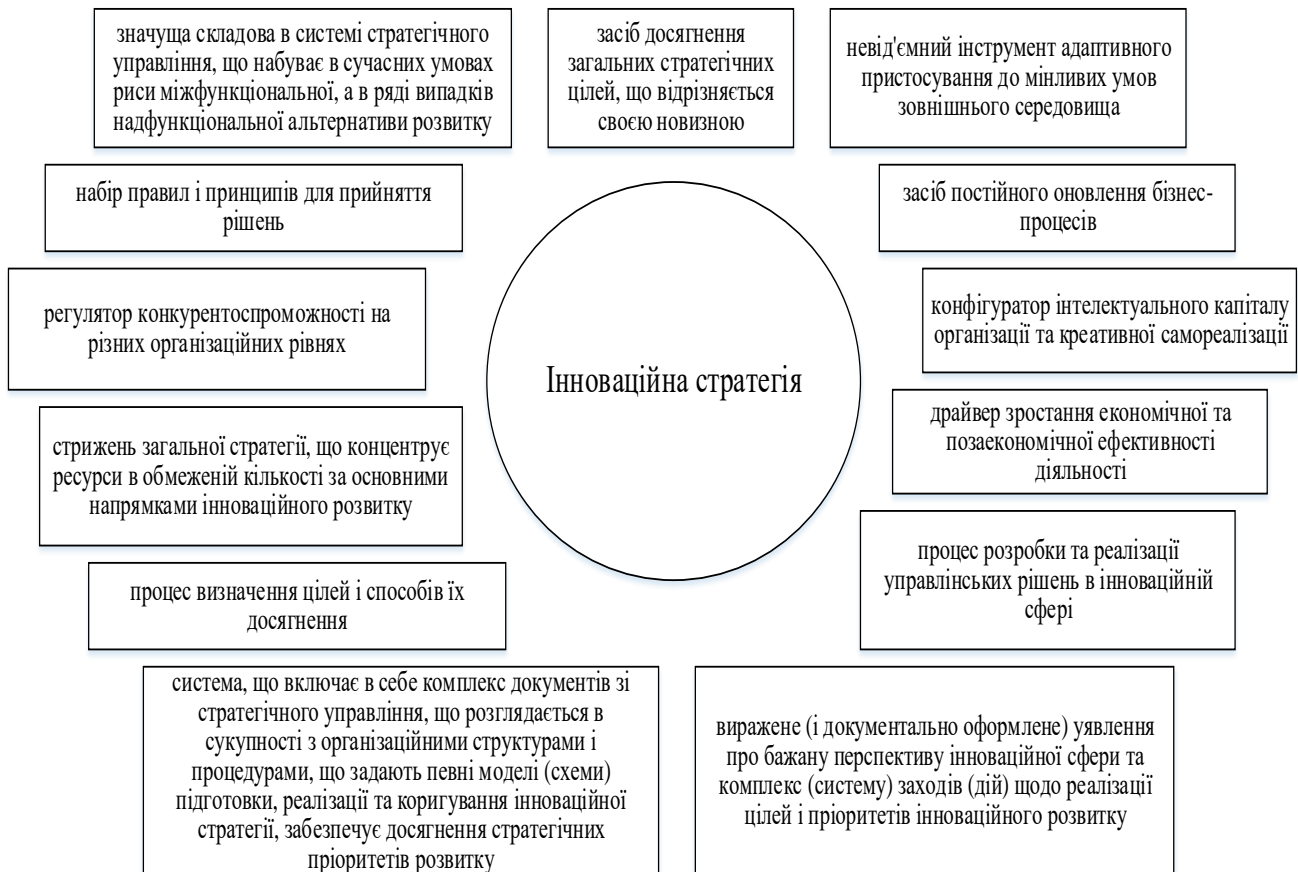 значуща складова в системі стратегічного
управління, що набуває в сучасних умовах
риси міжфункціональної, а в ряді випадків
надфункціональної альтернативи розвитку
засіб досягнення
загальних стратегічних
цілей, що відрізняється
своєю новизною
невід'ємний інструмент адаптивного
пристосування до мінливих умов
зовнішнього середовища
набір правил і принципів для прийняття
рішень
засіб постійного оновлення бізнес-
процесів
регулятор конкурентоспроможності на
різних організаційних рівнях
конфігуратор інтелектуального капіталу
організації та креативної самореалізації
Інноваційна стратегія
стрижень загальної стратегії, що концентрує
ресурси в обмеженій кількості за основними
напрямками інноваційного розвитку
драйвер зростання економічної та
позаекономічної ефективності
діяльності
процес визначення цілей і способів їх
досягнення
процес розробки та реалізації
управлінських рішень в інноваційній
сфері
система, що включає в себе комплекс документів зі
стратегічного управління, що розглядається в
сукупності з організаційними структурами і
процедурами, що задають певні моделі (схеми)
підготовки, реалізації та коригування інноваційної
стратегії, забезпечує досягнення стратегічних
пріоритетів розвитку
виражене (і документально оформлене) уявлення
про бажану перспективу інноваційної сфери та
комплекс (систему) заходів (дій) щодо реалізації
цілей і пріоритетів інноваційного розвитку